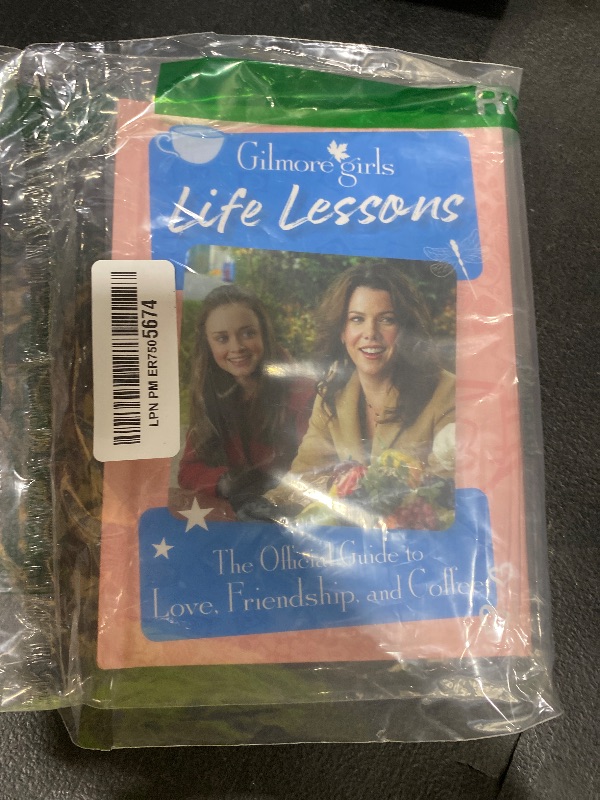 Gilmore girls
Life Lessons
LPN PM ER7505674
The Official Guide to
Love, Friendship, and Coffee